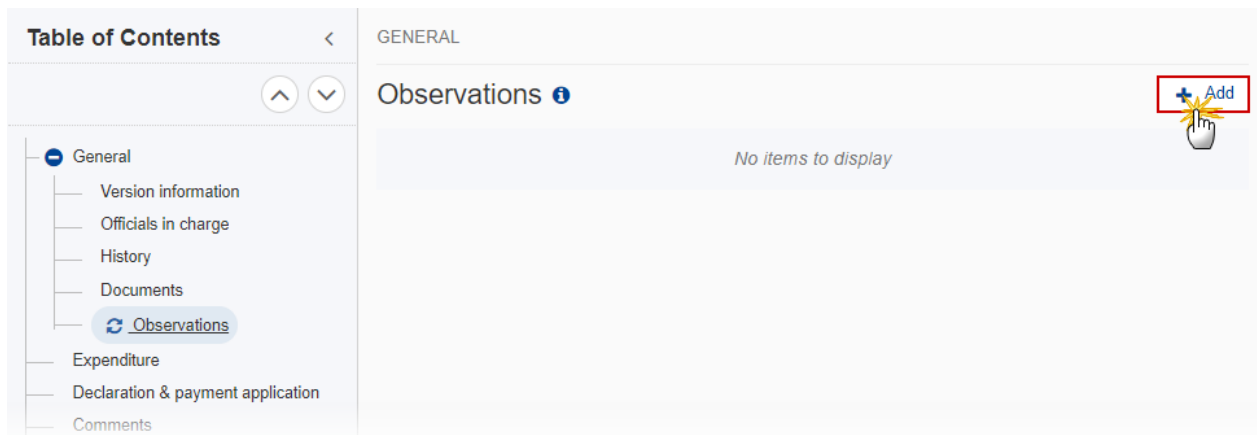 Table of Contents
General
Version information
Officials in charge
History
Documents
Observations
Expenditure
Declaration & payment application
Comments
GENERAL
Observations
Add
No items to display